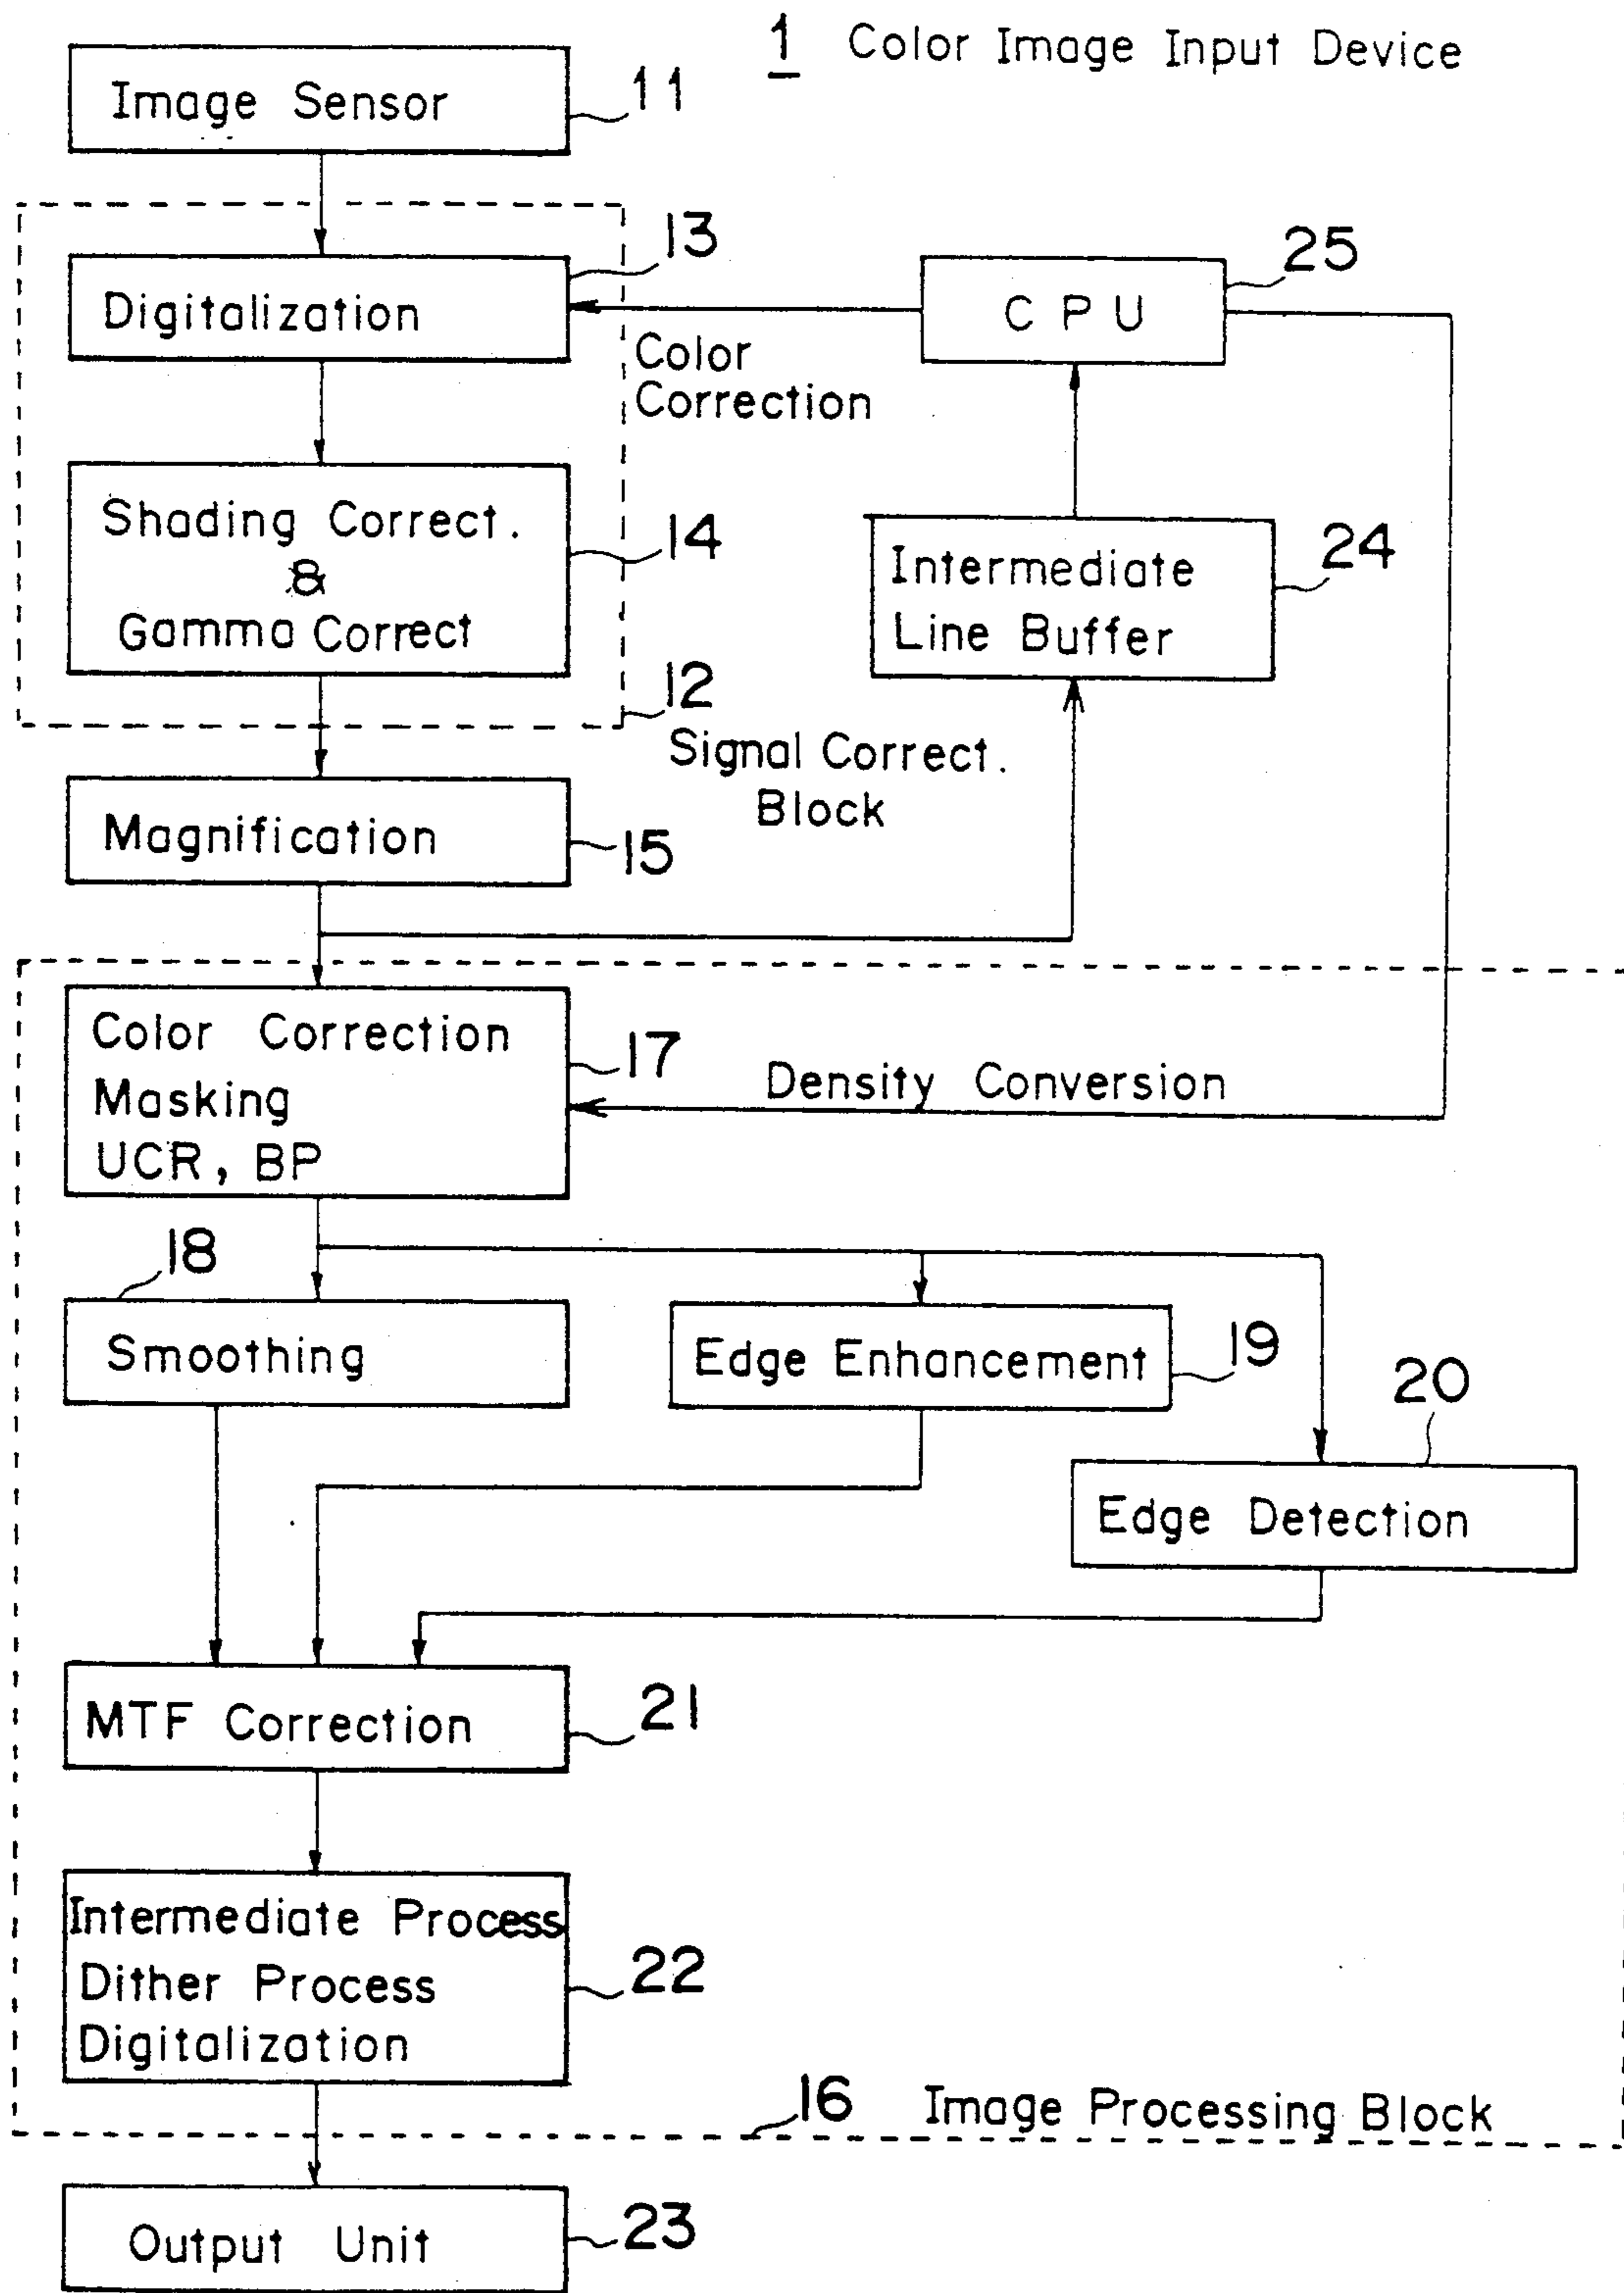 1 Color Image Input Device
Image Sensor
11
13
Digitalization
25
CPU
Color
Correction
Shading Correct.
&
Gamma Correct
14
Intermediate
Line Buffer
24
12
Signal Correct.
Block
Magnification
15
Color Correction
Masking
UCR, BP
17
Density Conversion
18
Smoothing
Edge Enhancement
19
20
Edge Detection
MTF Correction
21
Intermediate Process
Dither Process
Digitalization
22
16 Image Processing Block
Output Unit
23